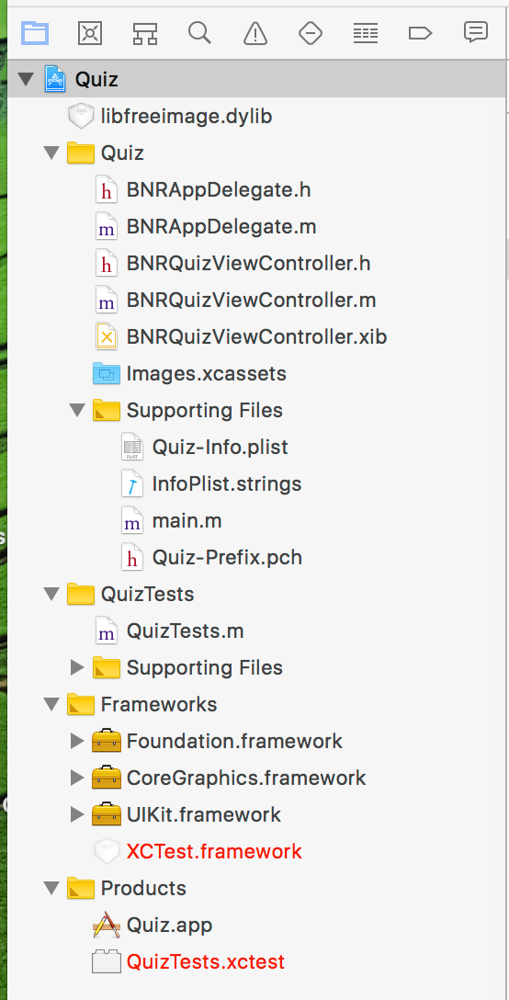 Quiz
libfreeimage.dylib
Quiz
h BNRAppDelegate.h
m BNRAppDelegate.m
h BNRQuizViewController.h
m BNRQuizViewController.m
BNRQuizViewController.xib
Images.xcassets
Supporting Files
PLIST Quiz-Info.plist
InfoPlist.strings
m main.m
h Quiz-Prefix.pch
QuizTests
m QuizTests.m
Supporting Files
Frameworks
Foundation.framework
CoreGraphics.framework
UIKit.framework
XCTest.framework
Products
Quiz.app
QuizTests.xctest